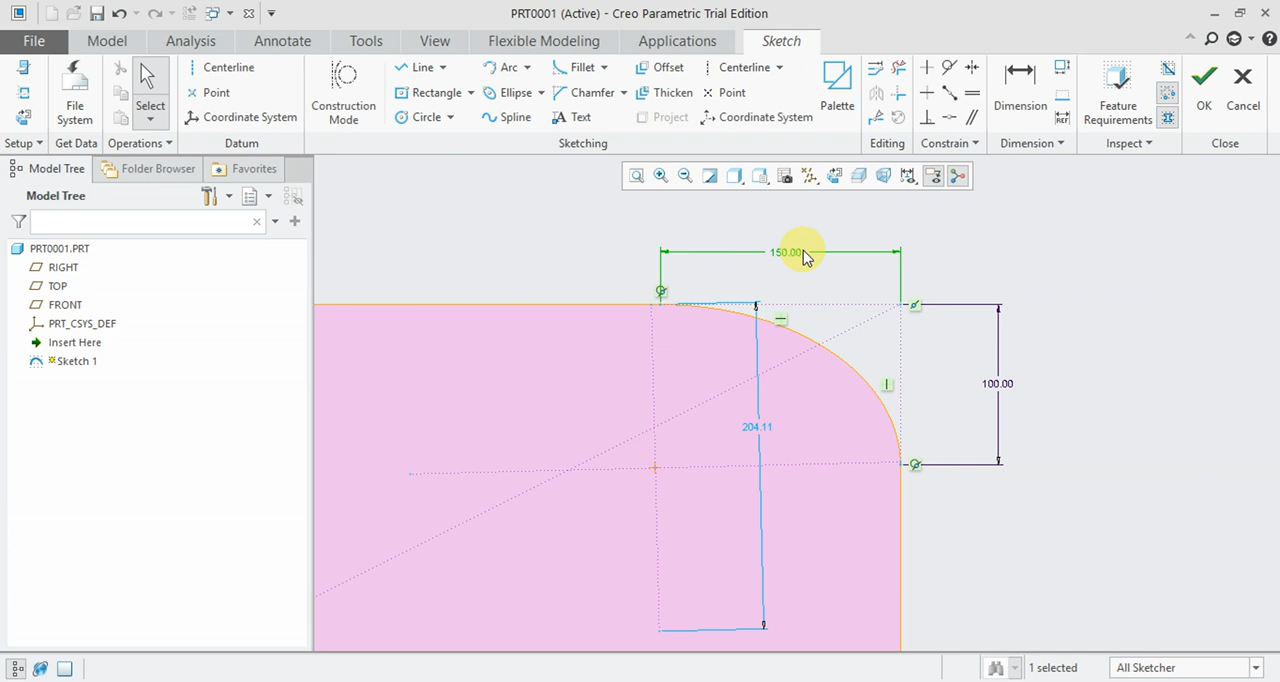 PRT0001 (Active) - Creo Parametric Trial Edition
File Model Analysis Annotate Tools View Flexible Modeling Applications Sketch
Centerline Line Arc Fillet Offset Centerline
Point Rectangle Ellipse Chamfer Thicken Point
File System Select Coordinate System Construction Mode Circle Spline Text Project Coordinate System Palette Dimension Feature Requirements OK Cancel
Setup Get Data Operations Datum Sketching Editing Constrain Dimension Inspect Close
Model Tree Folder Browser Favorites
Model Tree
PRT0001.PRT
RIGHT
TOP
FRONT
PRT_CSYS_DEF
Insert Here
Sketch 1
150.00
100.00
204.11
1 selected All Sketcher